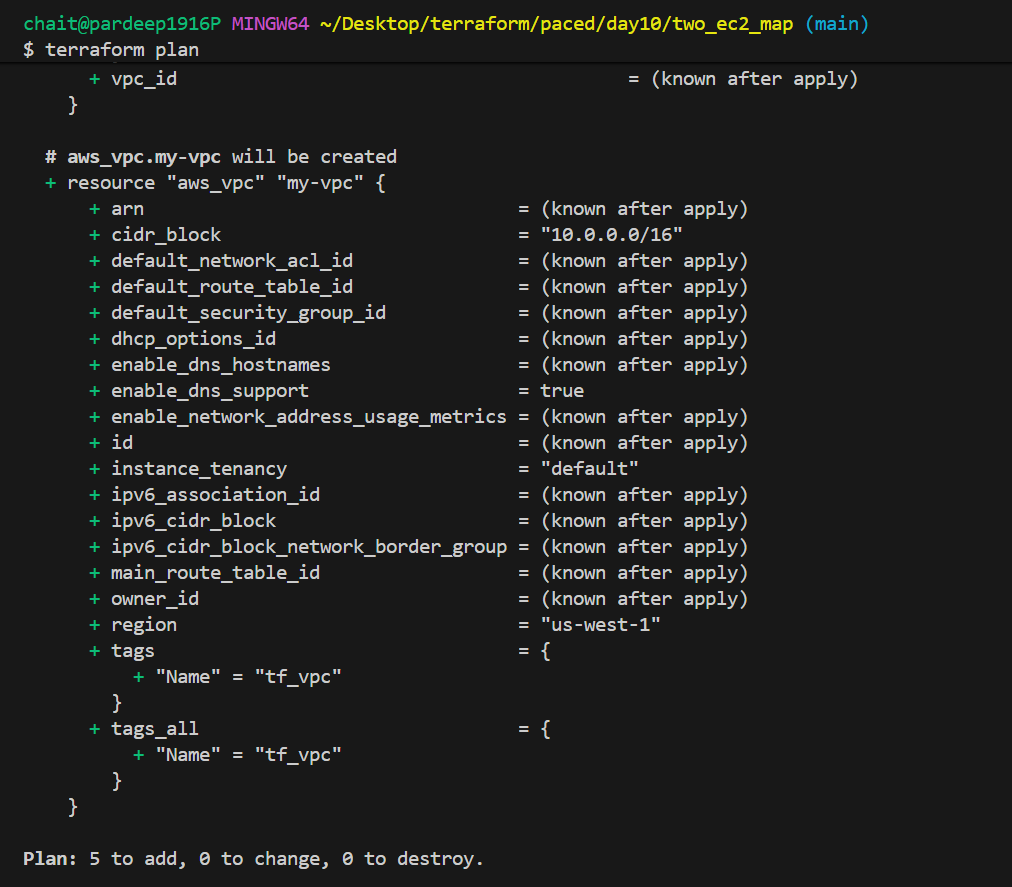 chait@pardeep1916P MINGW64 ~/Desktop/terraform/paced/day10/two_ec2_map (main)
$ terraform plan
+ vpc_id = (known after apply)
}
# aws_vpc.my-vpc will be created
+ resource "aws_vpc" "my-vpc" {
+ arn = (known after apply)
+ cidr_block = "10.0.0.0/16"
+ default_network_acl_id = (known after apply)
+ default_route_table_id = (known after apply)
+ default_security_group_id = (known after apply)
+ dhcp_options_id = (known after apply)
+ enable_dns_hostnames = (known after apply)
+ enable_dns_support = true
+ enable_network_address_usage_metrics = (known after apply)
+ id = (known after apply)
+ instance_tenancy = "default"
+ ipv6_association_id = (known after apply)
+ ipv6_cidr_block = (known after apply)
+ ipv6_cidr_block_network_border_group = (known after apply)
+ main_route_table_id = (known after apply)
+ owner_id = (known after apply)
+ region = "us-west-1"
+ tags = {
+ "Name" = "tf_vpc"
}
+ tags_all = {
+ "Name" = "tf_vpc"
}
}
Plan: 5 to add, 0 to change, 0 to destroy.